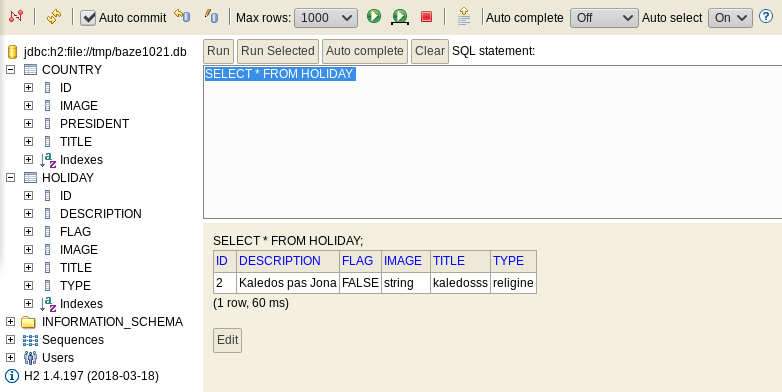 Auto commit Max rows: 1000 Auto complete Off Auto select On
jdbc:h2:file://tmp/baze1021.db
COUNTRY
ID
IMAGE
PRESIDENT
TITLE
Indexes
HOLIDAY
ID
DESCRIPTION
FLAG
IMAGE
TITLE
TYPE
Indexes
INFORMATION_SCHEMA
Sequences
Users
H2 1.4.197 (2018-03-18)
Run Run Selected Auto complete Clear SQL statement:
SELECT * FROM HOLIDAY
SELECT * FROM HOLIDAY;
ID DESCRIPTION FLAG IMAGE TITLE TYPE
2 Kaledos pas Jona FALSE string kaledosss religine
(1 row, 60 ms)
Edit